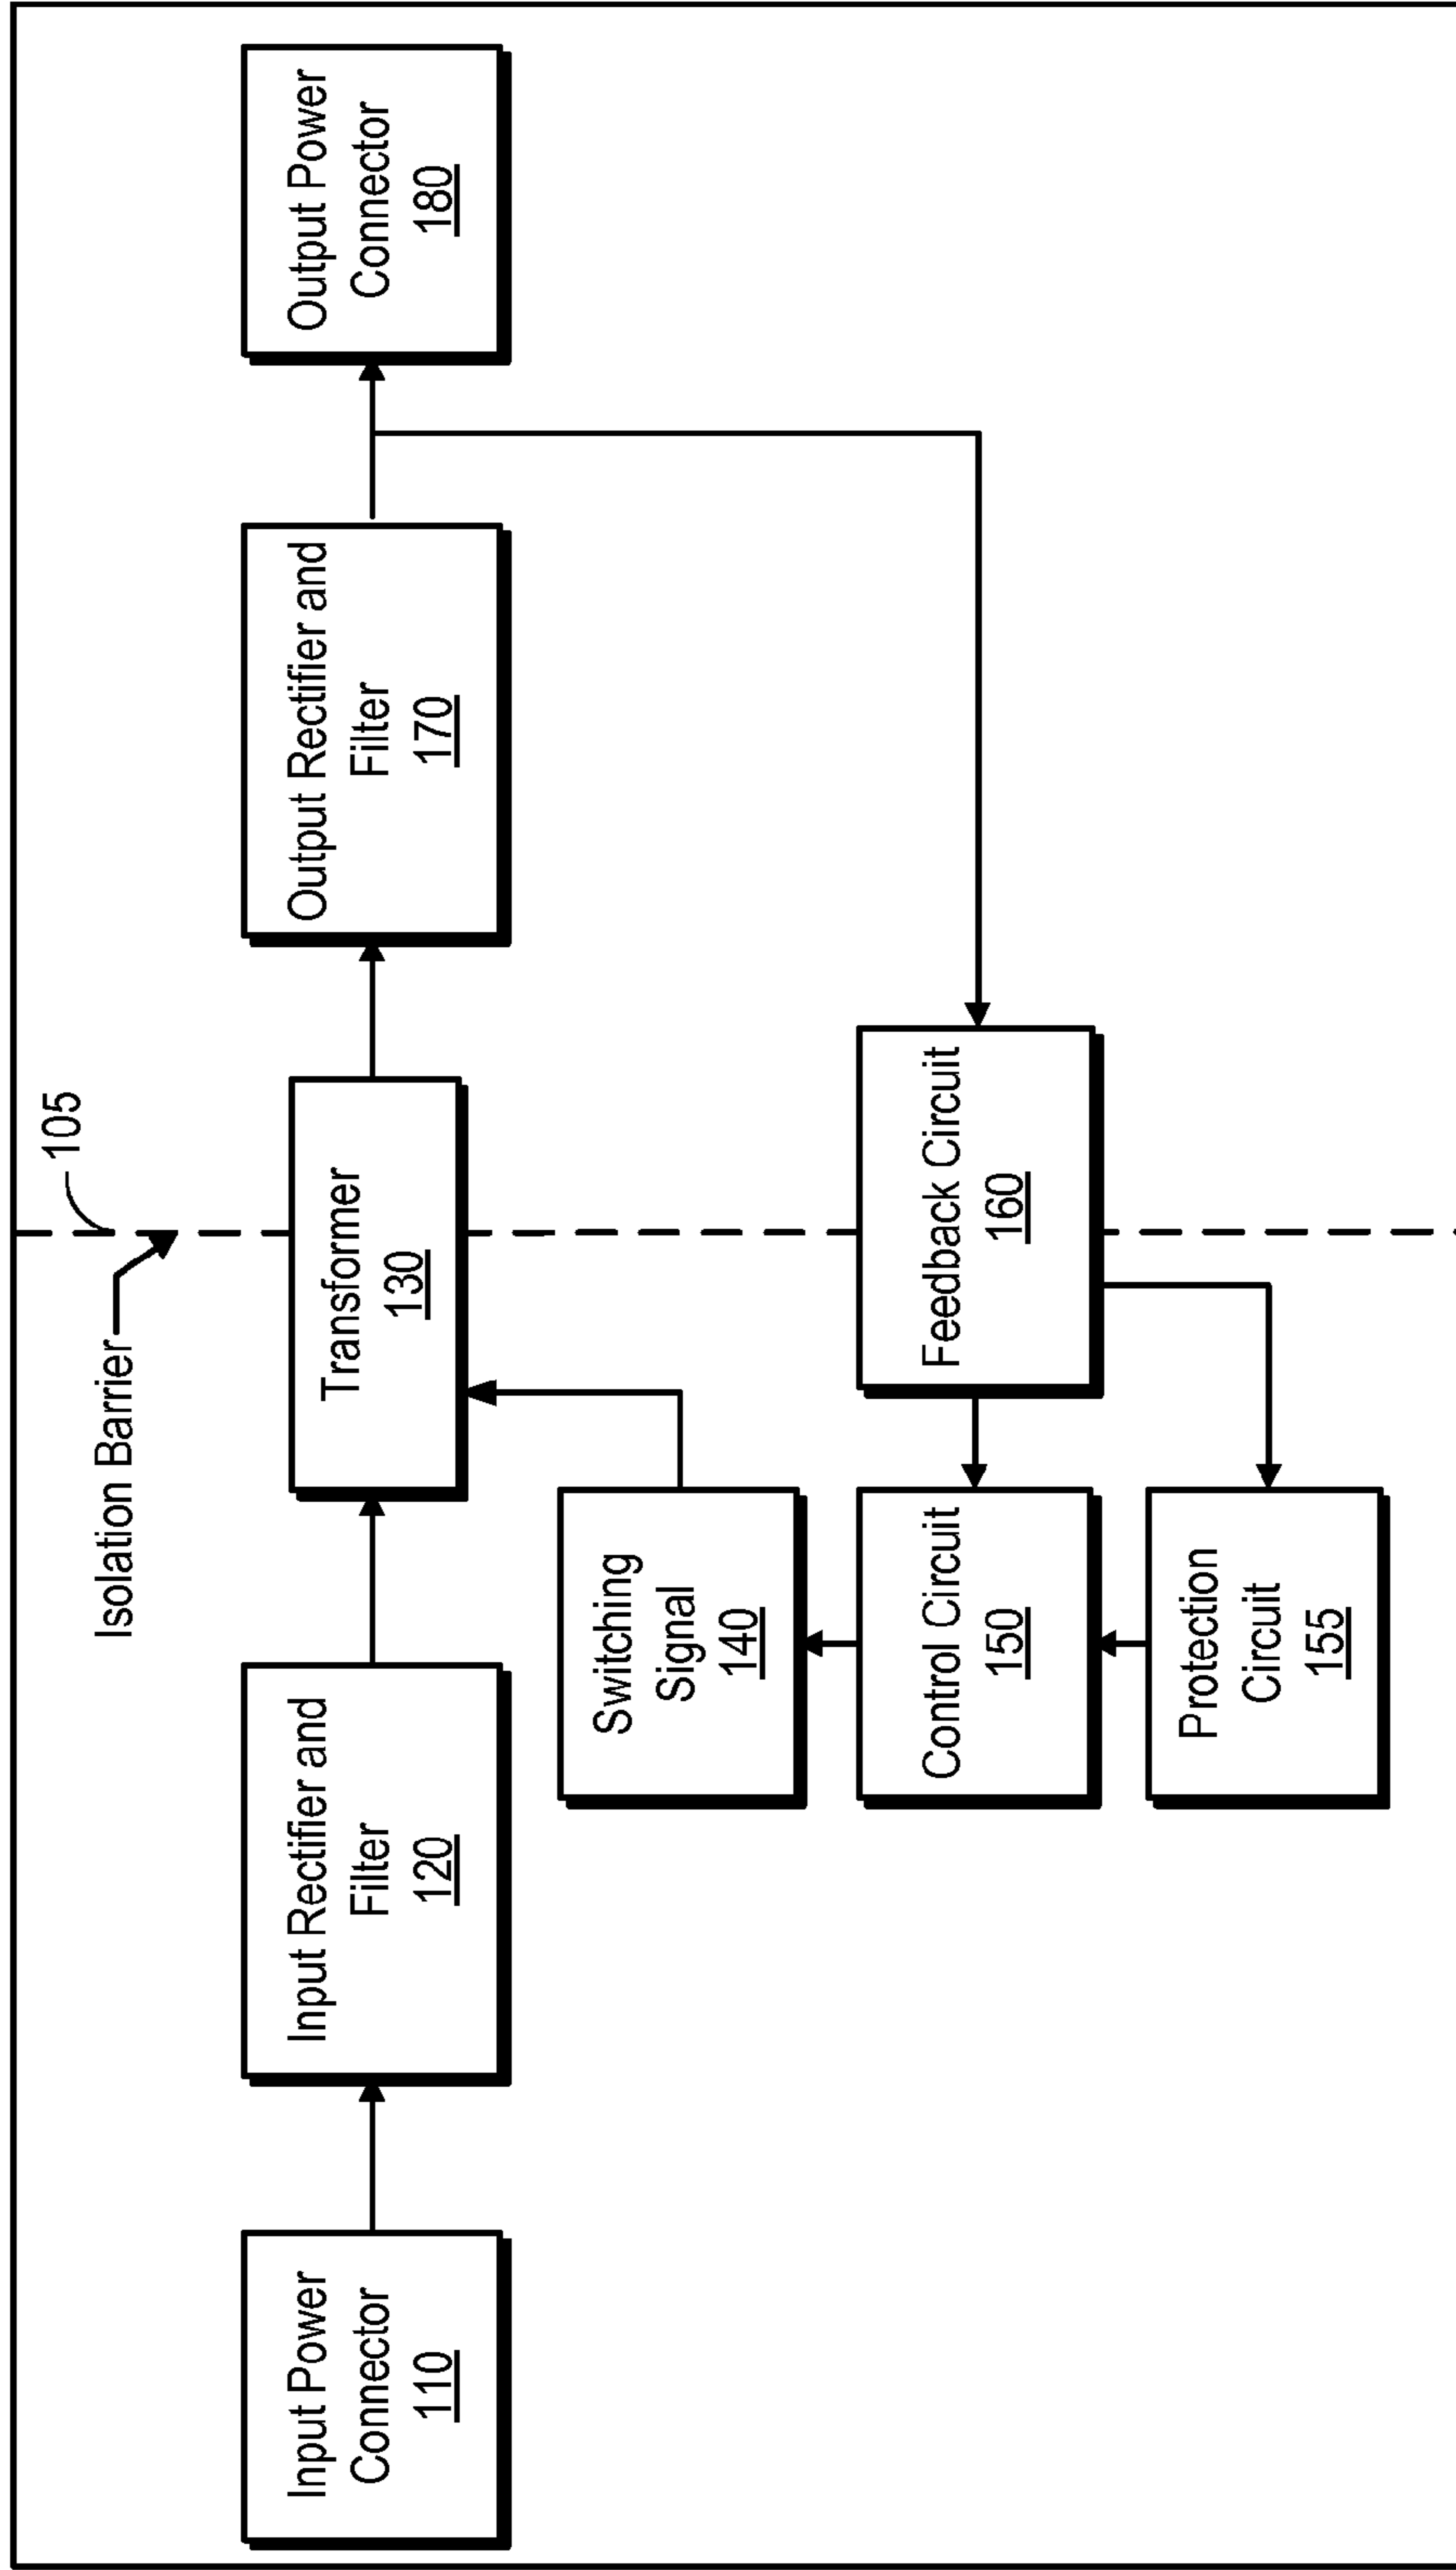 Isolation Barrier
105
Input Power
Connector
110
Input Rectifier and
Filter
120
Transformer
130
Output Rectifier and
Filter
170
Output Power
Connector
180
Switching
Signal
140
Control Circuit
150
Feedback Circuit
160
Protection
Circuit
155